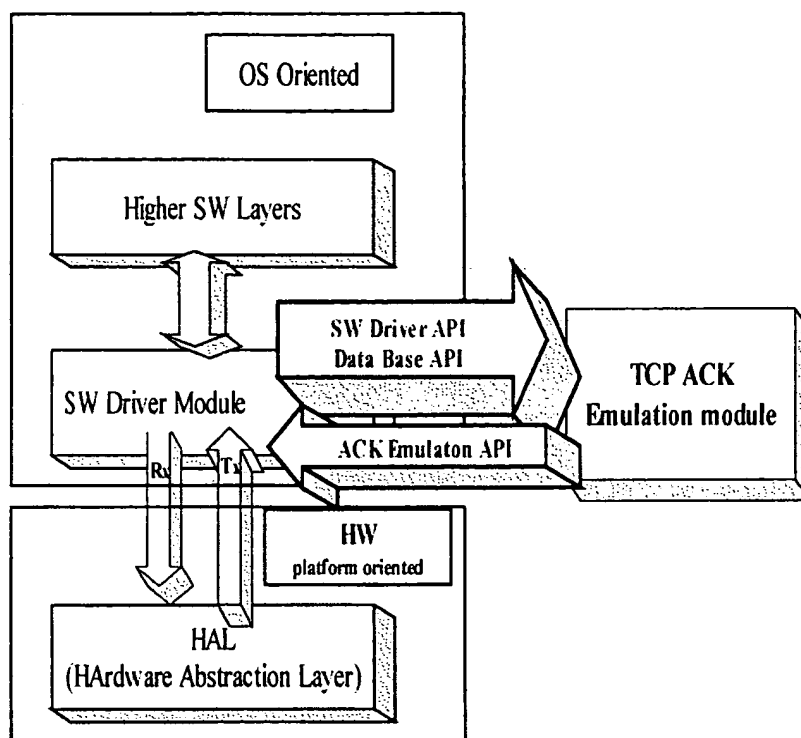 OS Oriented
Higher SW Layers
SW Driver API
Data Base API
TCP ACK
Emulation module
SW Driver Module
ACK Emulaton API
Rx
Tx
HW
platform oriented
HAL
(HArdware Abstraction Layer)